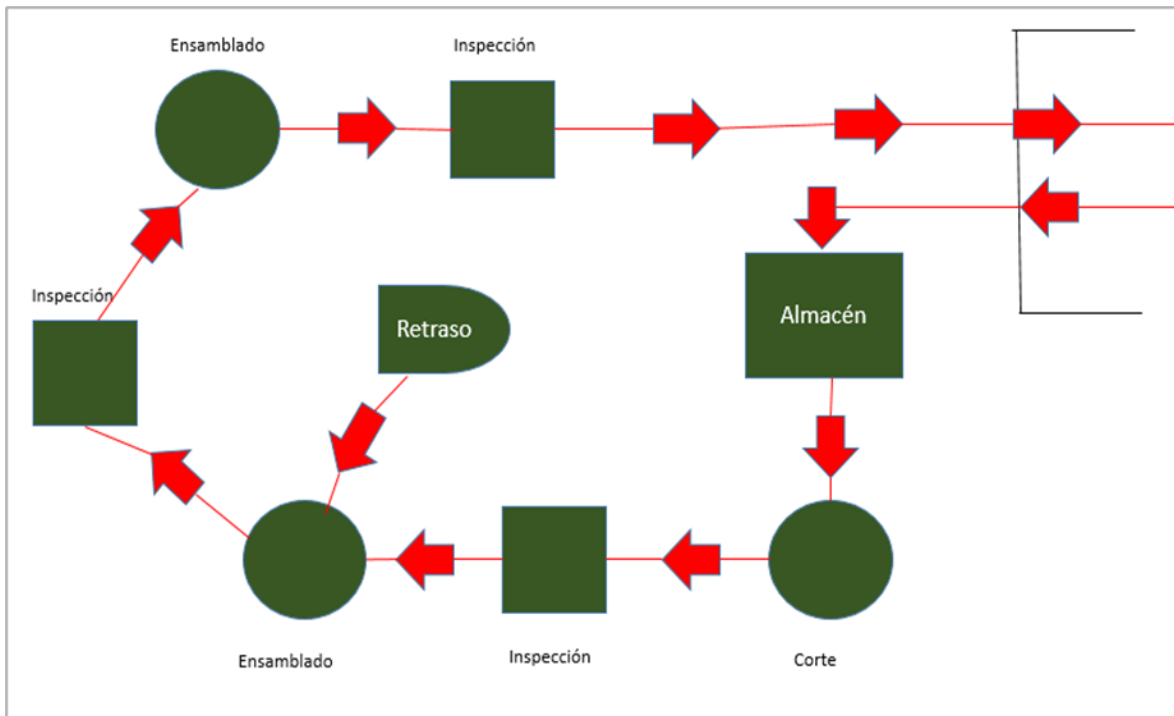 Ensamblado
Inspección
Inspección
Retraso
Almacén
Ensamblado
Inspección
Corte